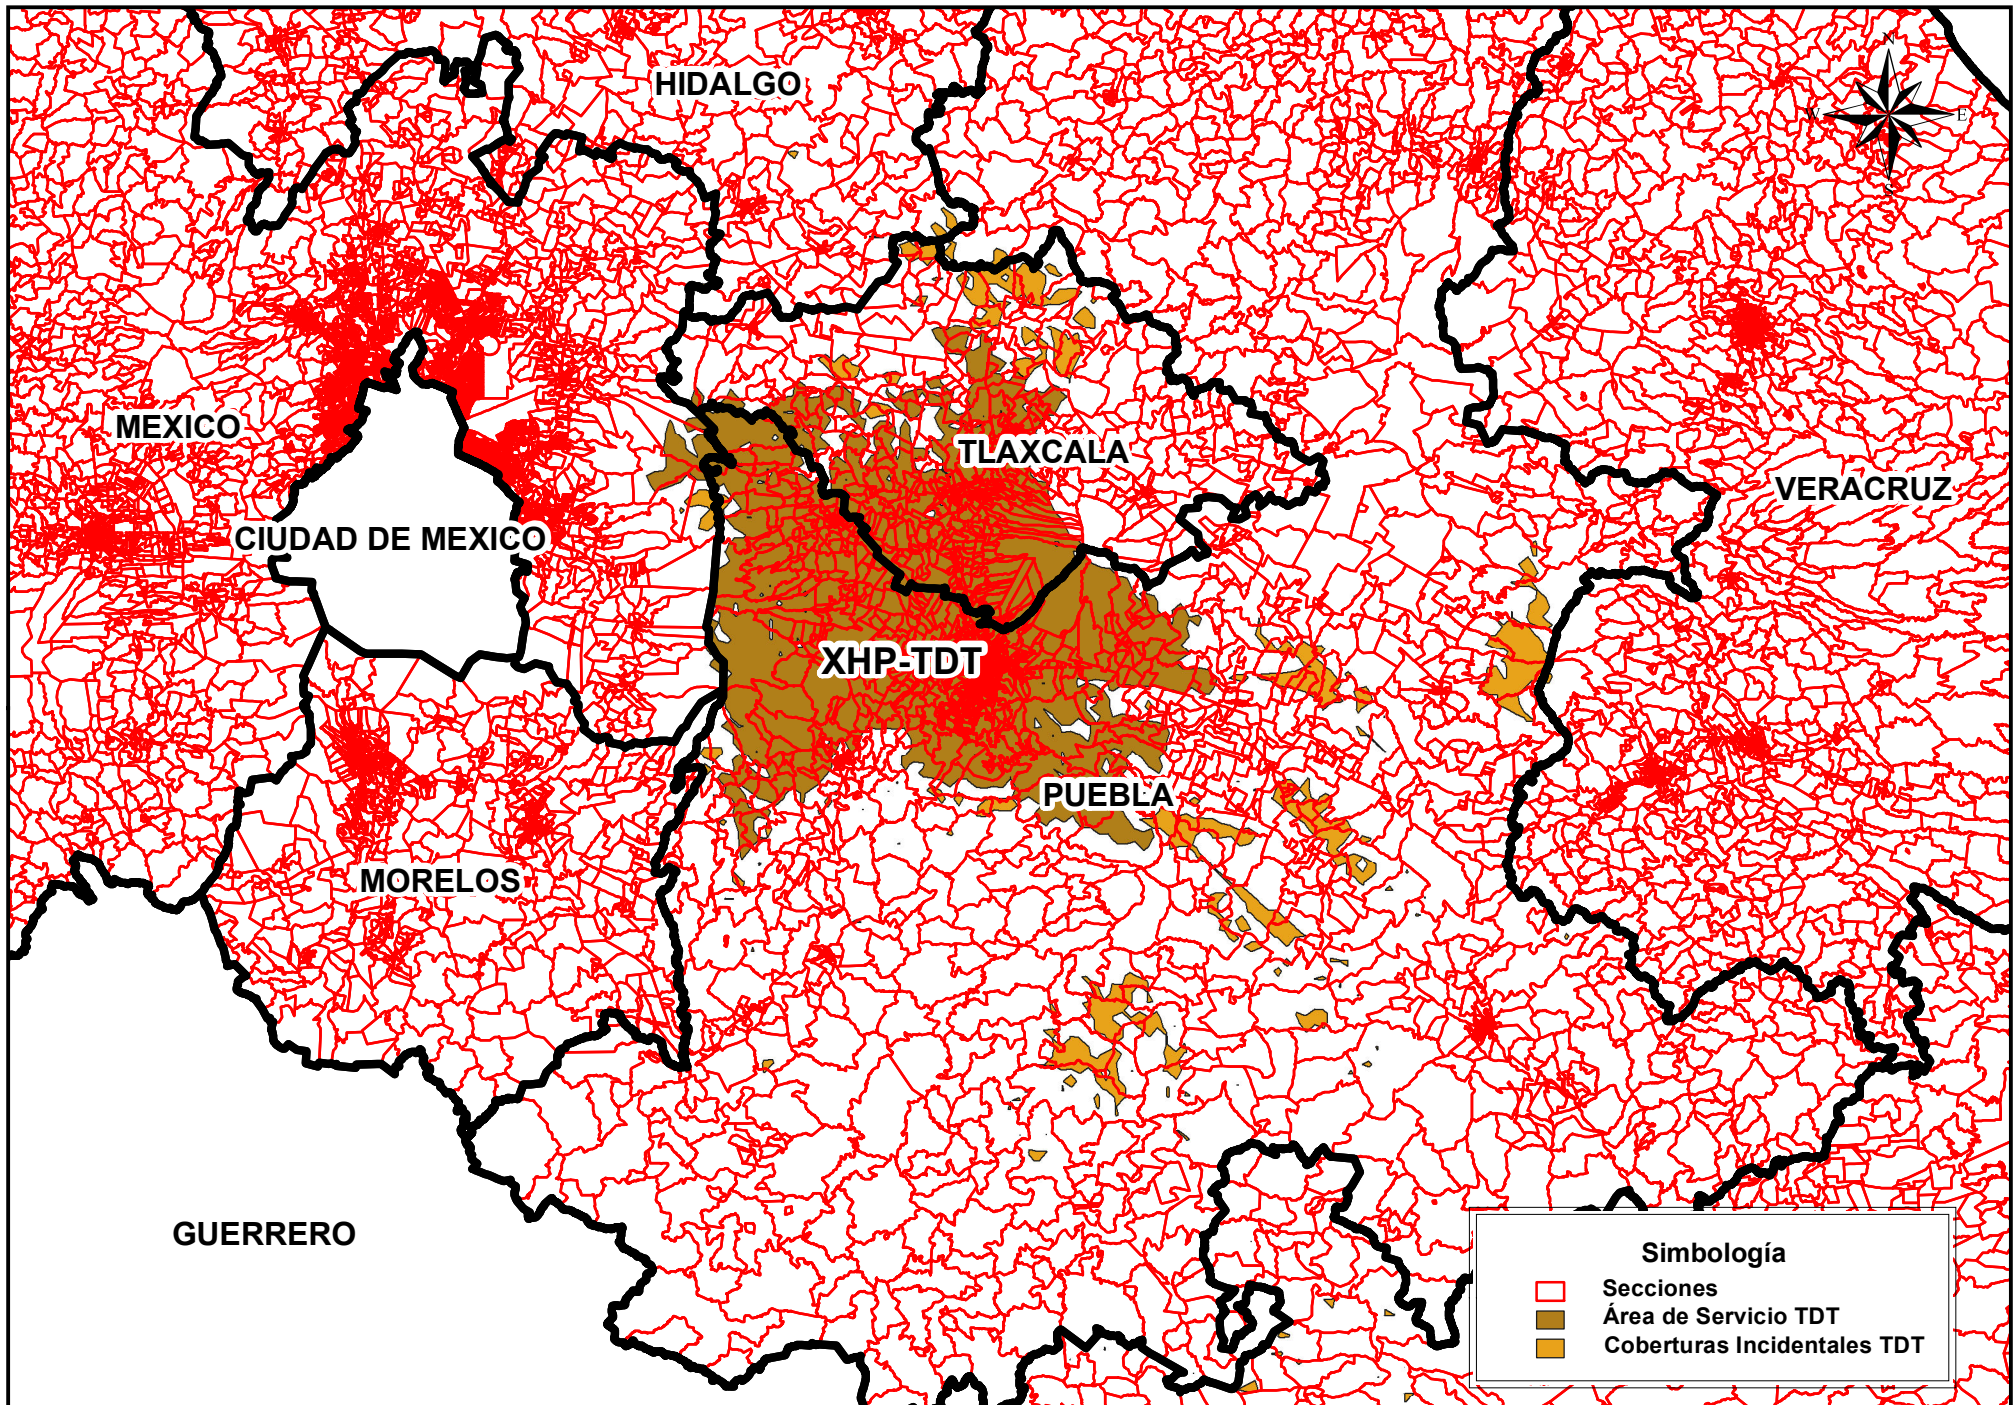 HIDALGO
N
W
E
S
MEXICO
TLAXCALA
VERACRUZ
CIUDAD DE MEXICO
XHP-TDT
PUEBLA
MORELOS
GUERRERO
Simbología
Secciones
Área de Servicio TDT
Coberturas Incidentales TDT